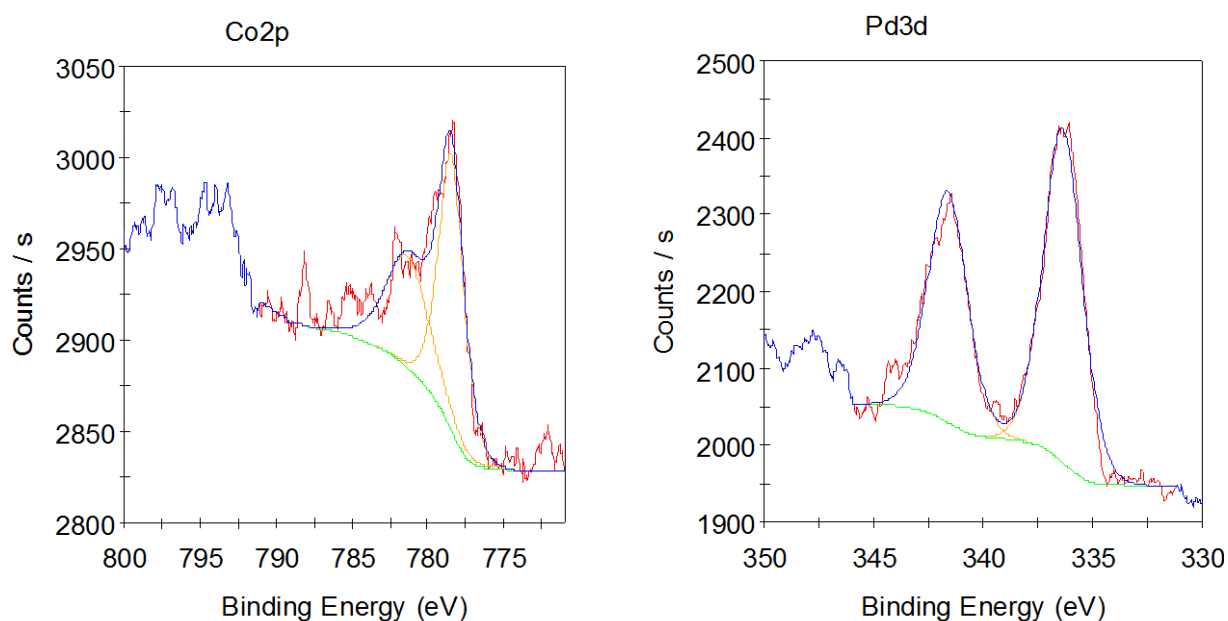 Co2p
3050
3000
2950
2900
2850
2800
Counts / s
800 795 790 785 780 775
Binding Energy (eV)
Pd3d
2500
2400
2300
2200
2100
2000
1900
Counts / s
350 345 340 335 330
Binding Energy (eV)